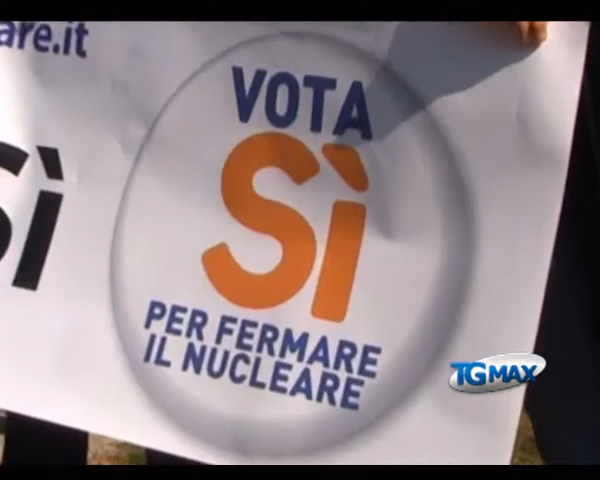 are.it
VOTA
SÌ
SÌ
PER FERMARE
IL NUCLEARE
TGMAX